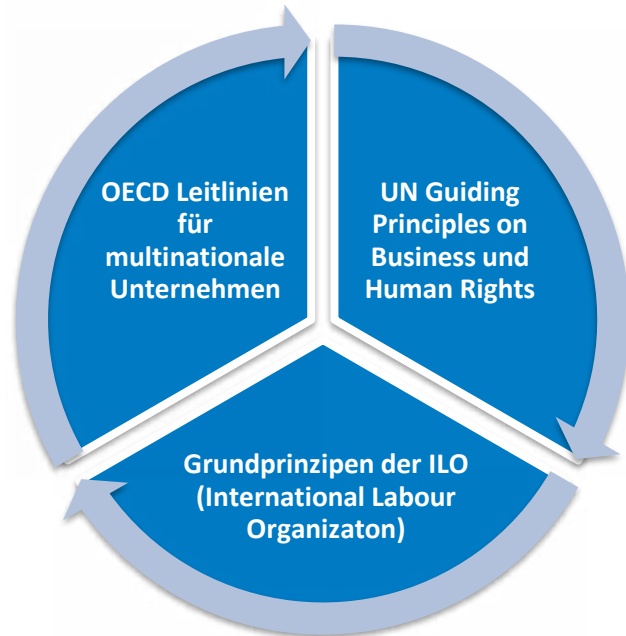 OECD Leitlinien
für
multinationale
Unternehmen
UN Guiding
Principles on
Business und
Human Rights
Grundprinzipen der ILO
(International Labour
Organizaton)